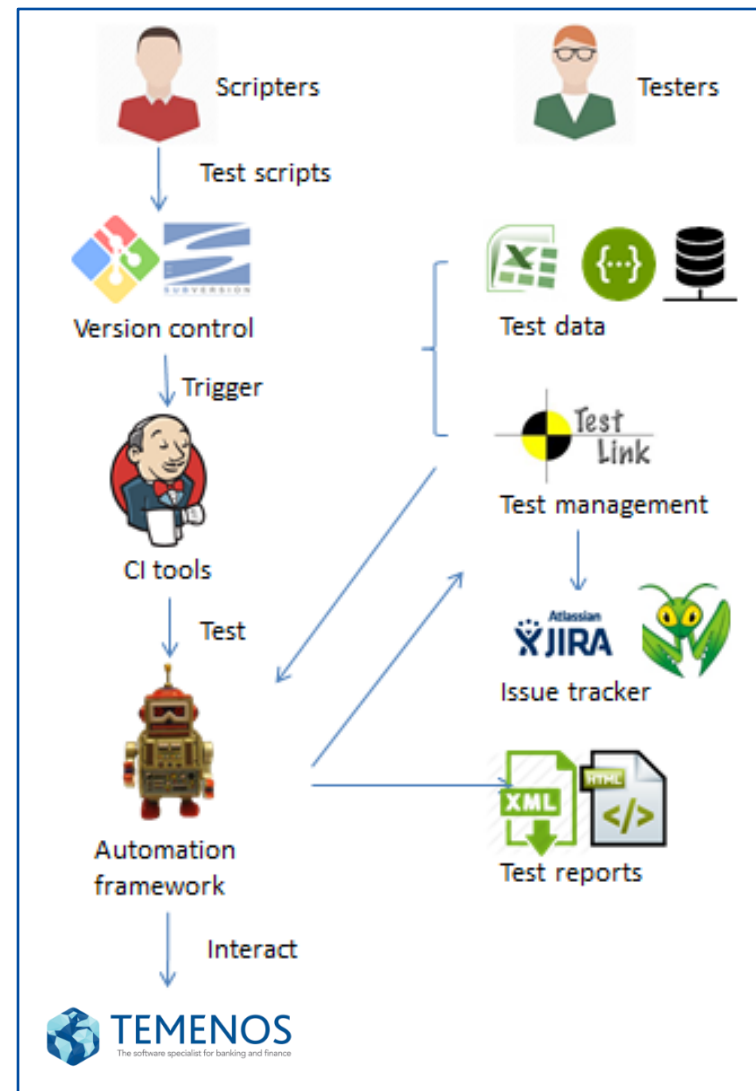 Scripters
Testers
Test scripts
SUBVERSION
Version control
X
{...}
Test data
Trigger
Test
Link
Test management
CI tools
Test
Atlassian
JIRA
Issue tracker
XML
HTML
</>
Test reports
Automation
framework
Interact
TEMENOS
The software specialist for banking and finance